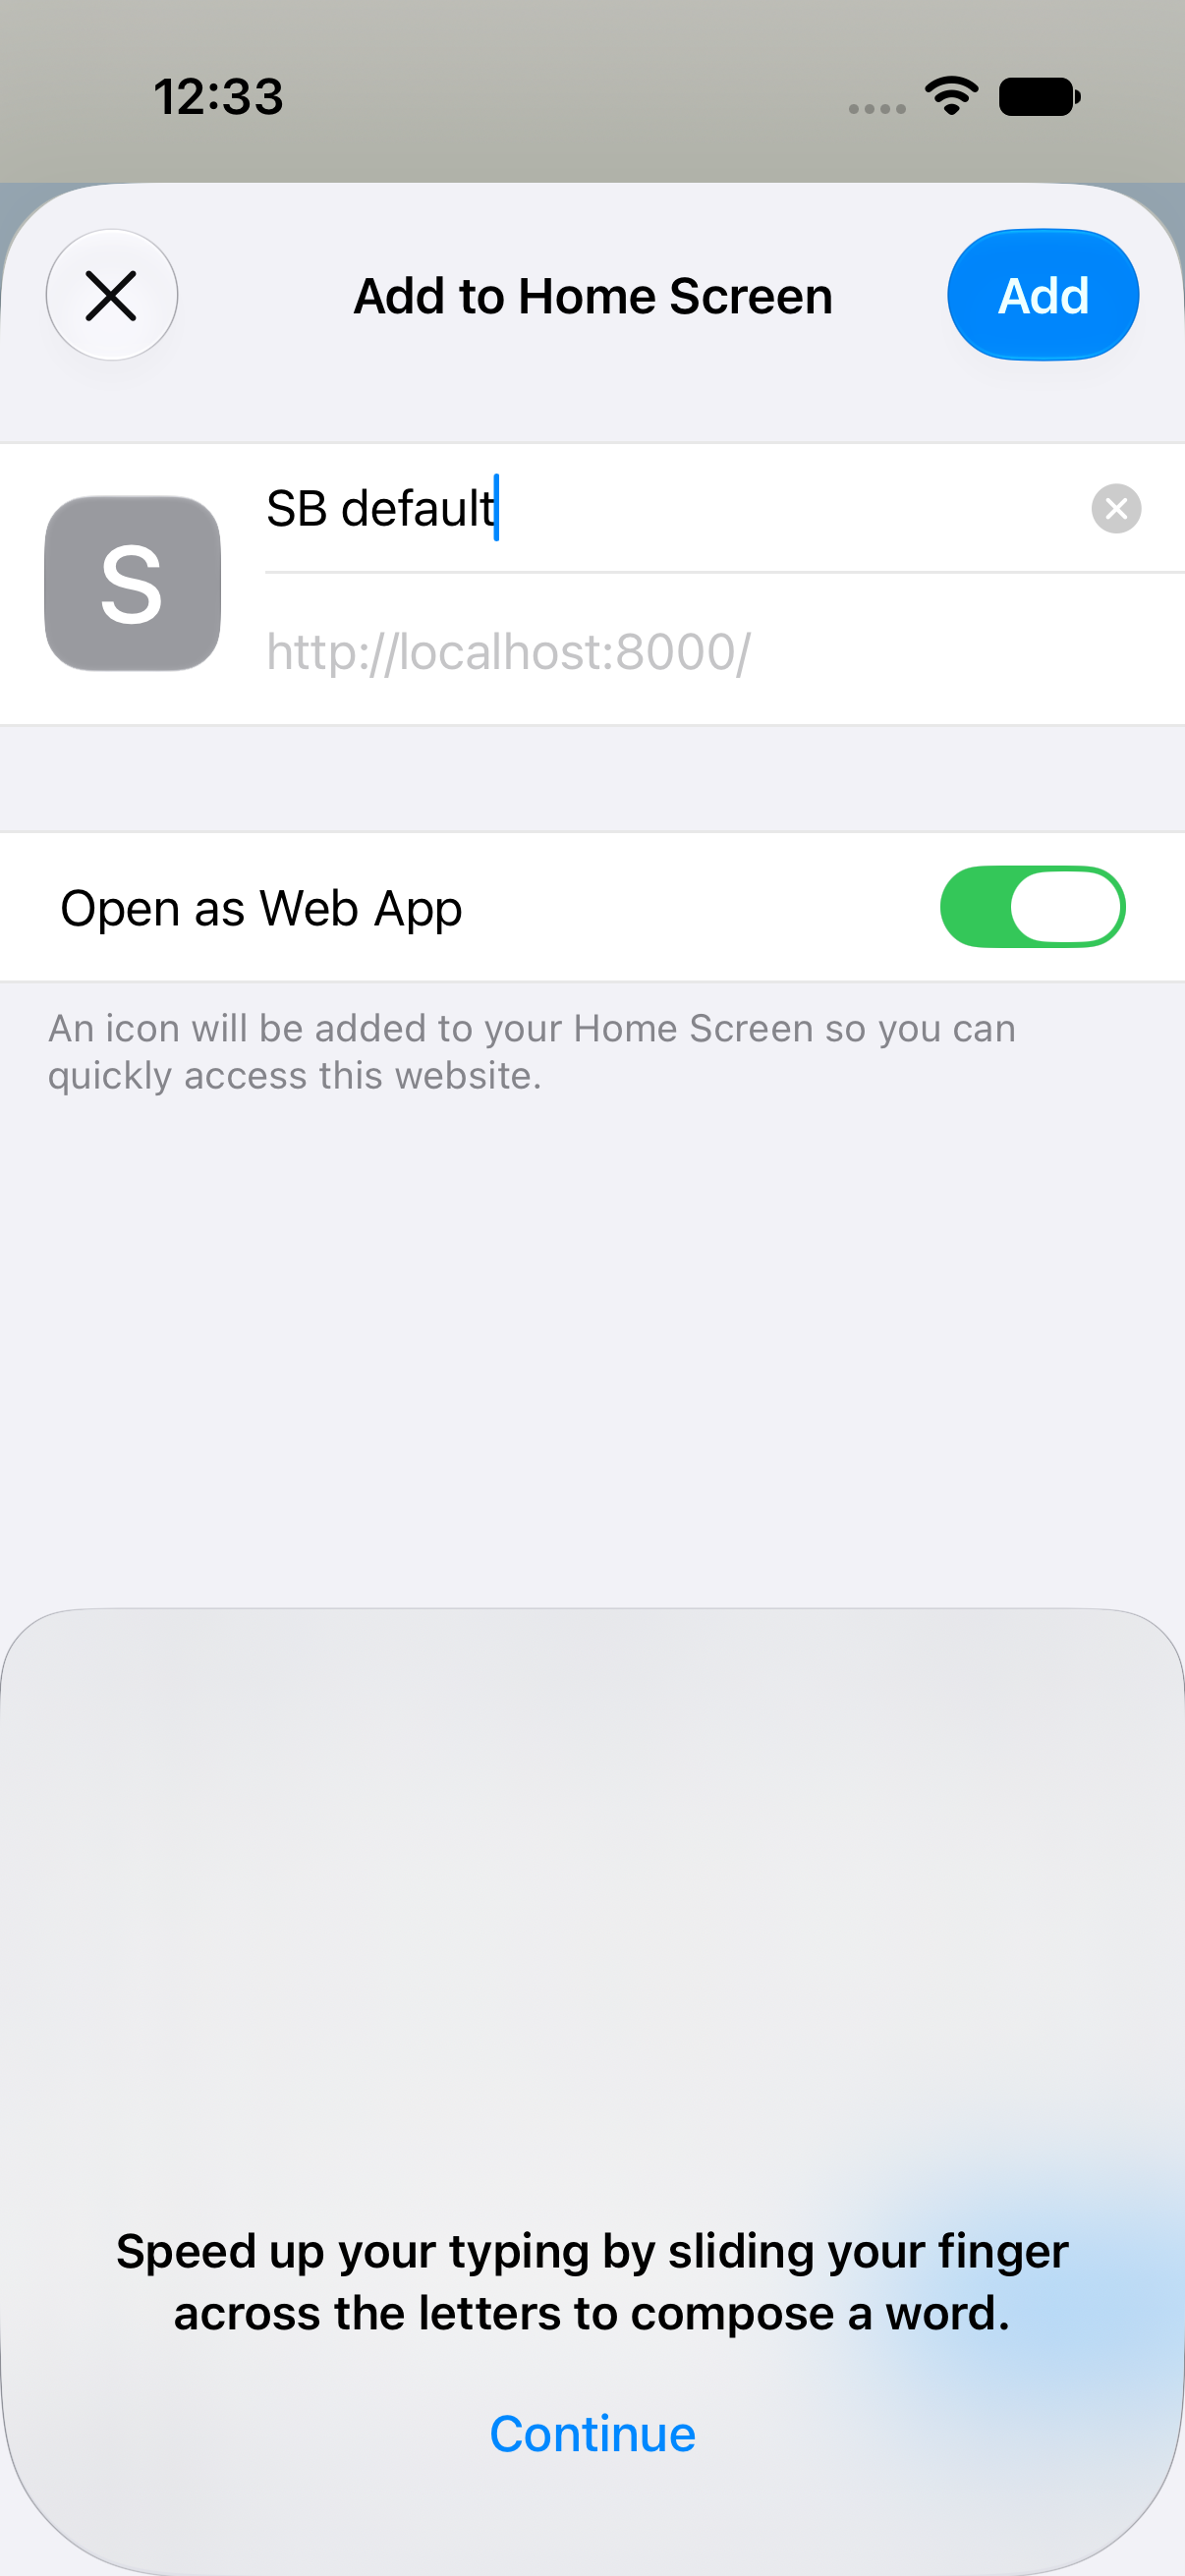 12:33
Add to Home Screen
Add
S
SB default
http://localhost:8000/
Open as Web App
An icon will be added to your Home Screen so you can
quickly access this website.
Speed up your typing by sliding your finger
across the letters to compose a word.
Continue